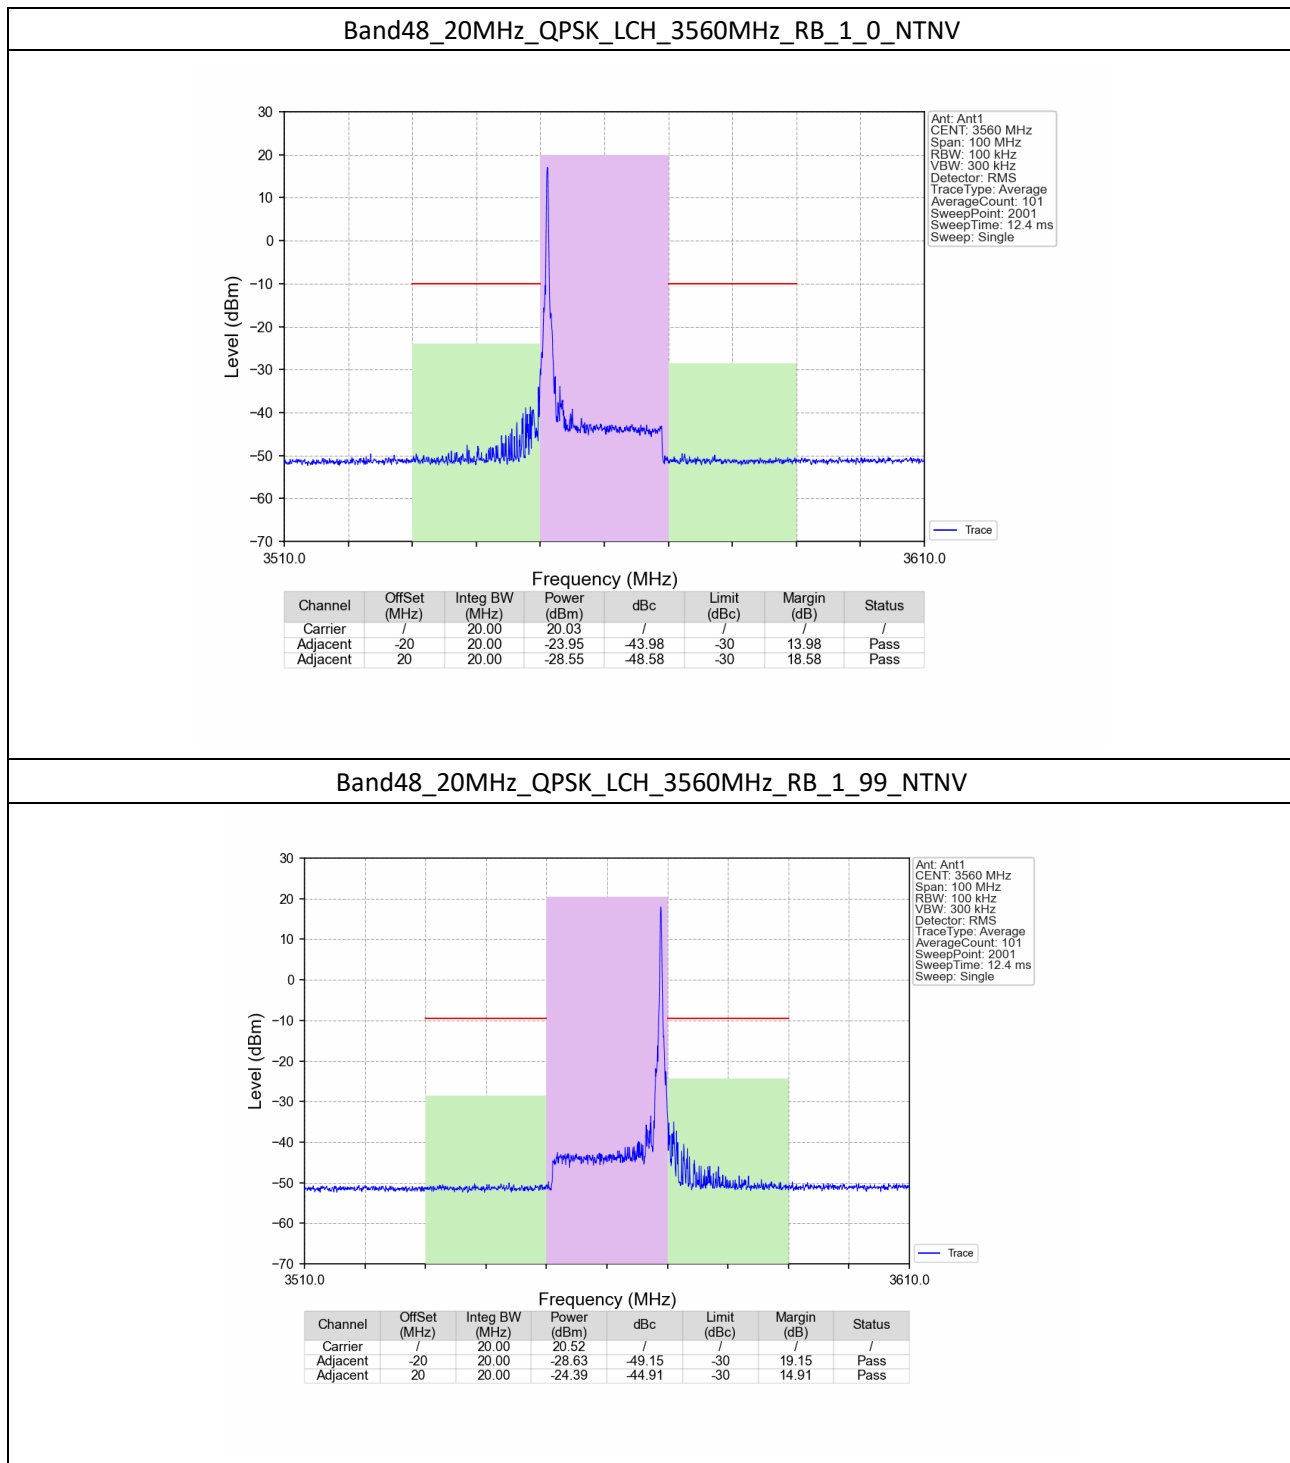 Band48_20MHz_QPSK_LCH_3560MHz_RB_1_0_NTNV
30
20
10
0
−10
−20
−30
−40
−50
−60
−70
Level (dBm)
3510.0
3610.0
Frequency (MHz)
Ant: Ant1
CENT: 3560 MHz
Span: 100 MHz
RBW: 100 kHz
VBW: 300 kHz
Detector: RMS
TraceType: Average
AverageCount: 101
SweepPoint: 2001
SweepTime: 12.4 ms
Sweep: Single
Trace
Channel OffSet (MHz) Integ BW (MHz) Power (dBm) dBc Limit (dBc) Margin (dB) Status
Carrier / 20.00 20.03 / / / /
Adjacent -20 20.00 -23.95 -43.98 -30 13.98 Pass
Adjacent 20 20.00 -28.55 -48.58 -30 18.58 Pass
Band48_20MHz_QPSK_LCH_3560MHz_RB_1_99_NTNV
30
20
10
0
−10
−20
−30
−40
−50
−60
−70
Level (dBm)
3510.0
3610.0
Frequency (MHz)
Ant: Ant1
CENT: 3560 MHz
Span: 100 MHz
RBW: 100 kHz
VBW: 300 kHz
Detector: RMS
TraceType: Average
AverageCount: 101
SweepPoint: 2001
SweepTime: 12.4 ms
Sweep: Single
Trace
Channel OffSet (MHz) Integ BW (MHz) Power (dBm) dBc Limit (dBc) Margin (dB) Status
Carrier / 20.00 20.52 / / / /
Adjacent -20 20.00 -28.63 -49.15 -30 19.15 Pass
Adjacent 20 20.00 -24.39 -44.91 -30 14.91 Pass